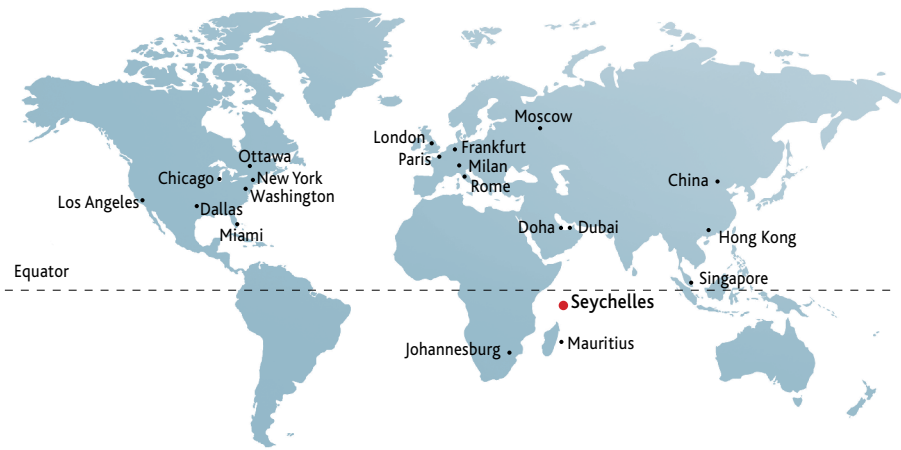 Moscow
London
Frankfurt
Paris
Milan
Ottawa
Rome
Chicago
New York
China
Washington
Los Angeles
Dallas
Doha
Dubai
Miami
Hong Kong
Equator
Singapore
Seychelles
Johannesburg
Mauritius